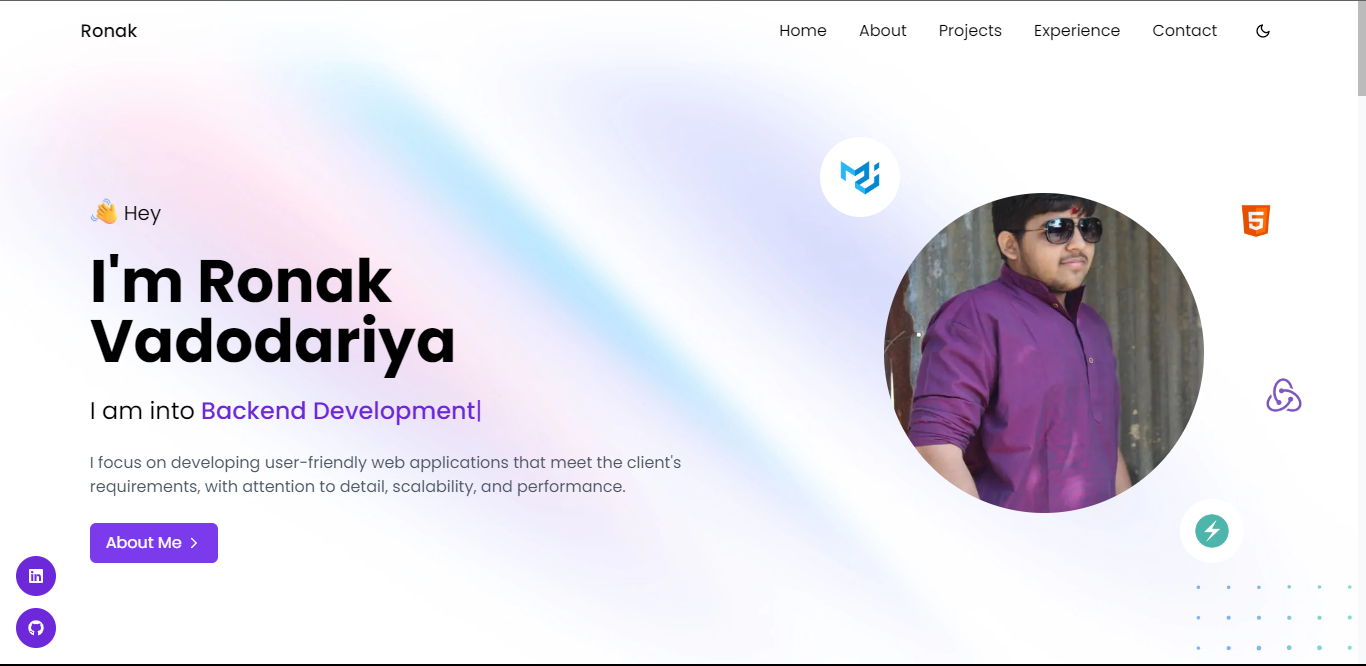 Ronak
Home About Projects Experience Contact
👋 Hey
I'm Ronak
Vadodariya
I am into Backend Development|
I focus on developing user-friendly web applications that meet the client's
requirements, with attention to detail, scalability, and performance.
About Me